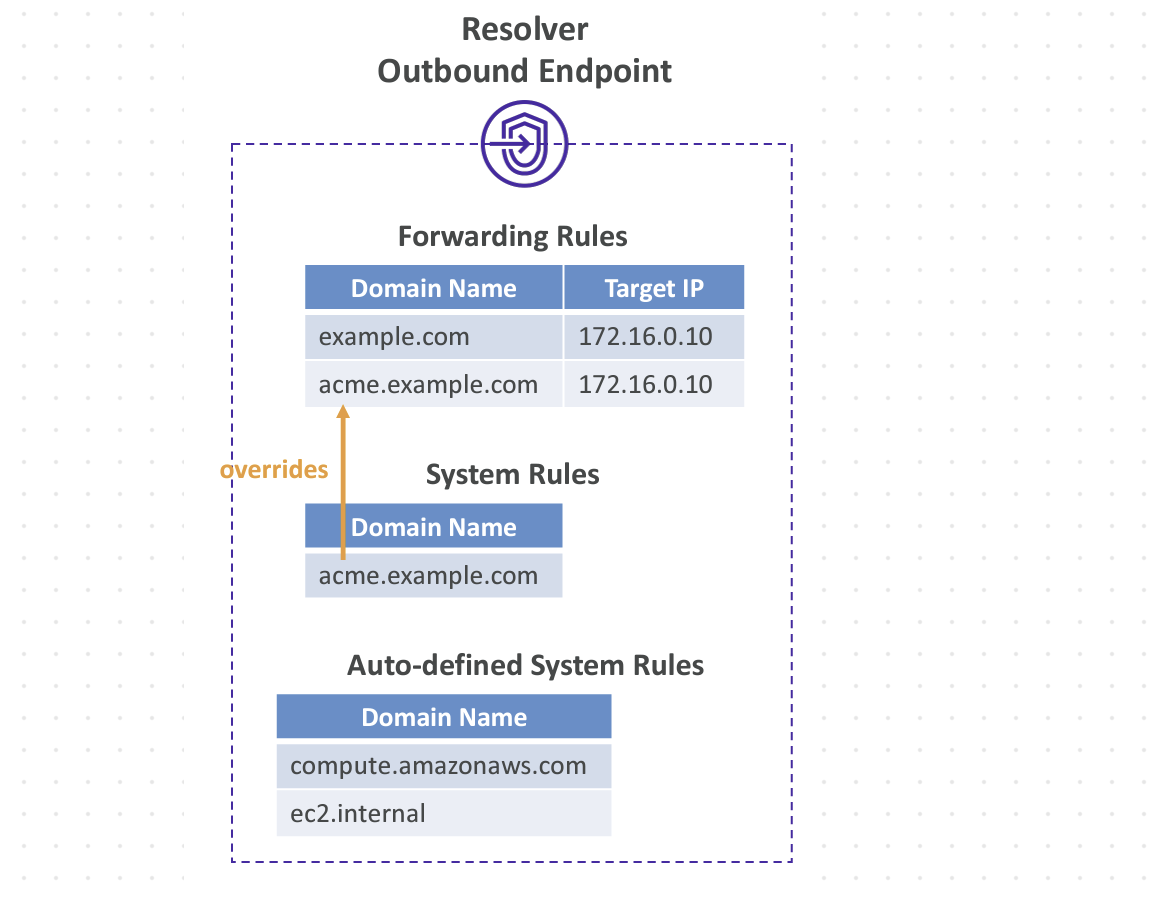 Resolver
Outbound Endpoint
Forwarding Rules
Domain Name Target IP
example.com 172.16.0.10
acme.example.com 172.16.0.10
overrides
System Rules
Domain Name
acme.example.com
Auto-defined System Rules
Domain Name
compute.amazonaws.com
ec2.internal